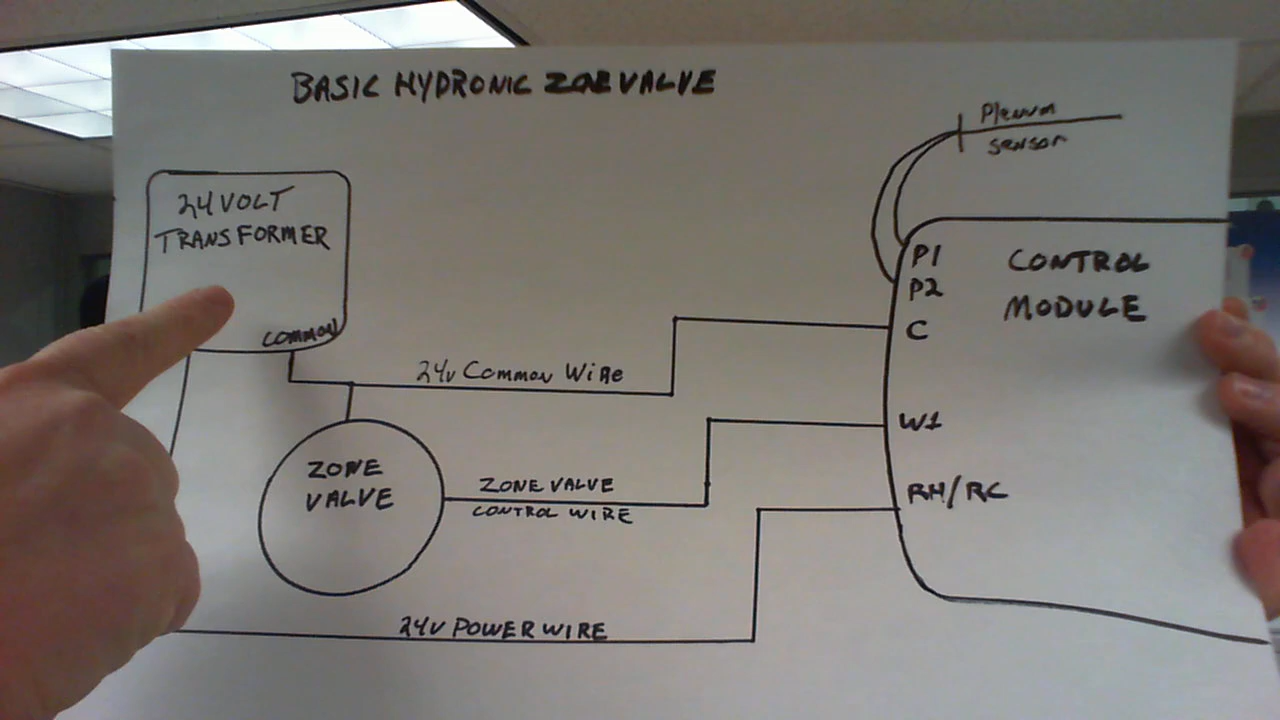 BASIC HYDRONIC ZONE VALVE
Plenum
sensor
24 VOLT
TRANSFORMER
COMMON
P1
P2
C
CONTROL
MODULE
24v Common Wire
W1
ZONE
VALVE
ZONE VALVE
CONTROL WIRE
RH/RC
24V POWER WIRE